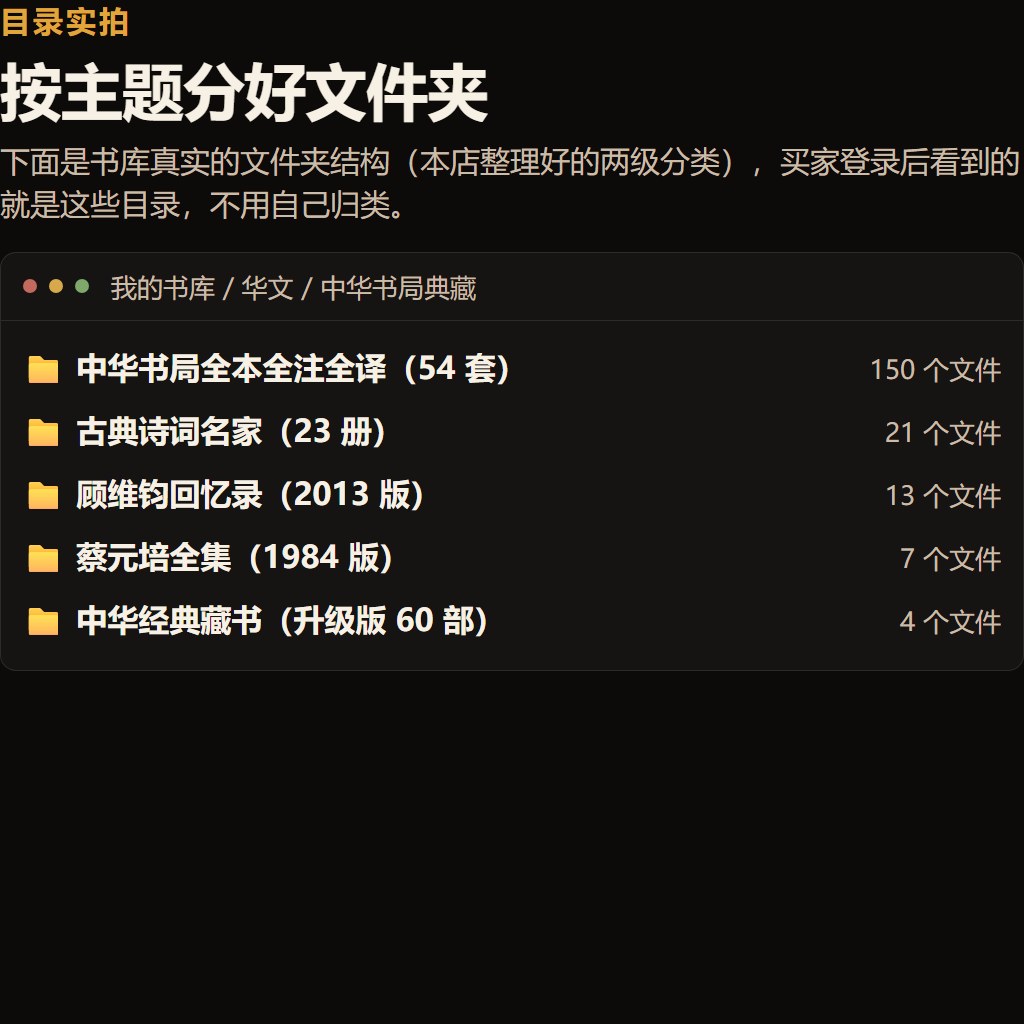 目录实拍
按主题分好文件夹
下面是书库真实的文件夹结构（本店整理好的两级分类），买家登录后看到的
就是这些目录，不用自己归类。
我的书库 / 华文 / 中华书局典藏
中华书局全本全注全译（54 套） 150 个文件
古典诗词名家（23 册） 21 个文件
顾维钧回忆录（2013 版） 13 个文件
蔡元培全集（1984 版） 7 个文件
中华经典藏书（升级版 60 部） 4 个文件